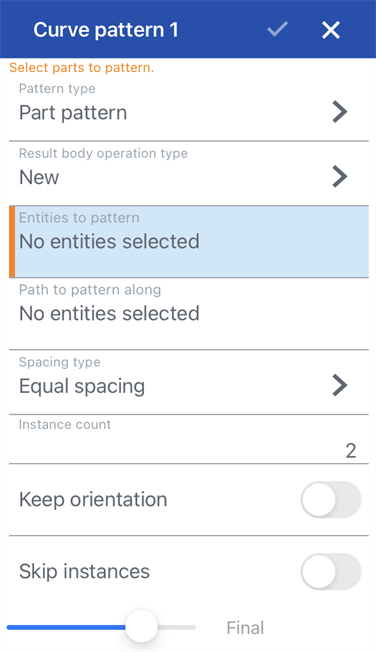 Curve pattern 1
Select parts to pattern.
Pattern type
Part pattern
Result body operation type
New
Entities to pattern
No entities selected
Path to pattern along
No entities selected
Spacing type
Equal spacing
Instance count
2
Keep orientation
Skip instances
Final